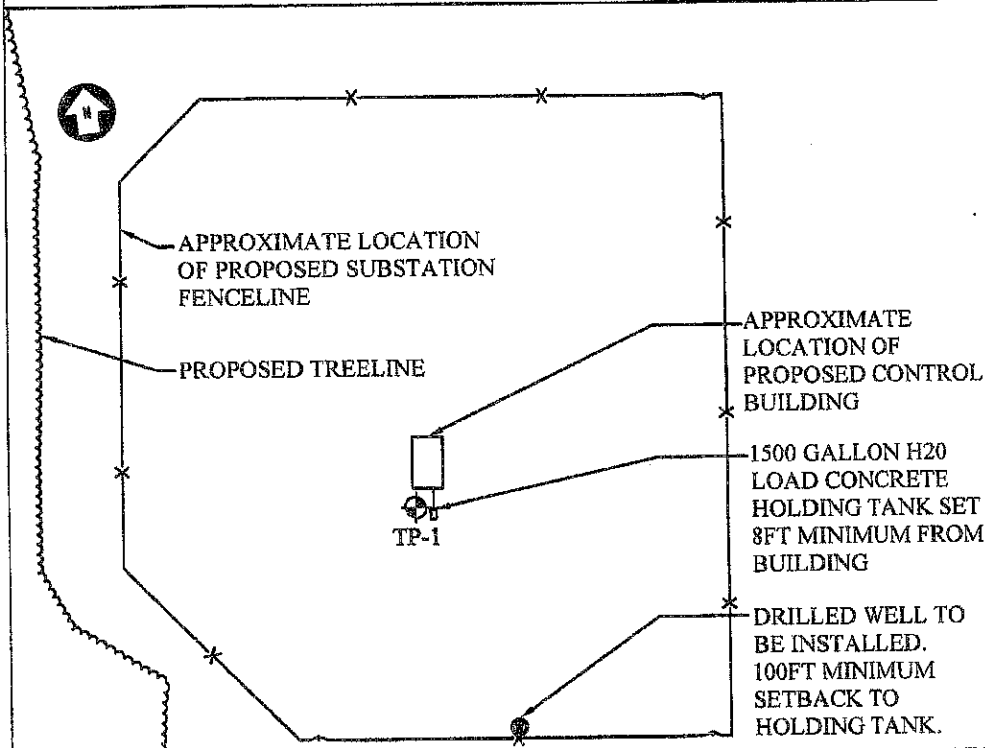 N
APPROXIMATE LOCATION
OF PROPOSED SUBSTATION
FENCELINE
PROPOSED TREELINE
APPROXIMATE
LOCATION OF
PROPOSED CONTROL
BUILDING
1500 GALLON H20
LOAD CONCRETE
HOLDING TANK SET
8FT MINIMUM FROM
BUILDING
TP-1
DRILLED WELL TO
BE INSTALLED.
100FT MINIMUM
SETBACK TO
HOLDING TANK.